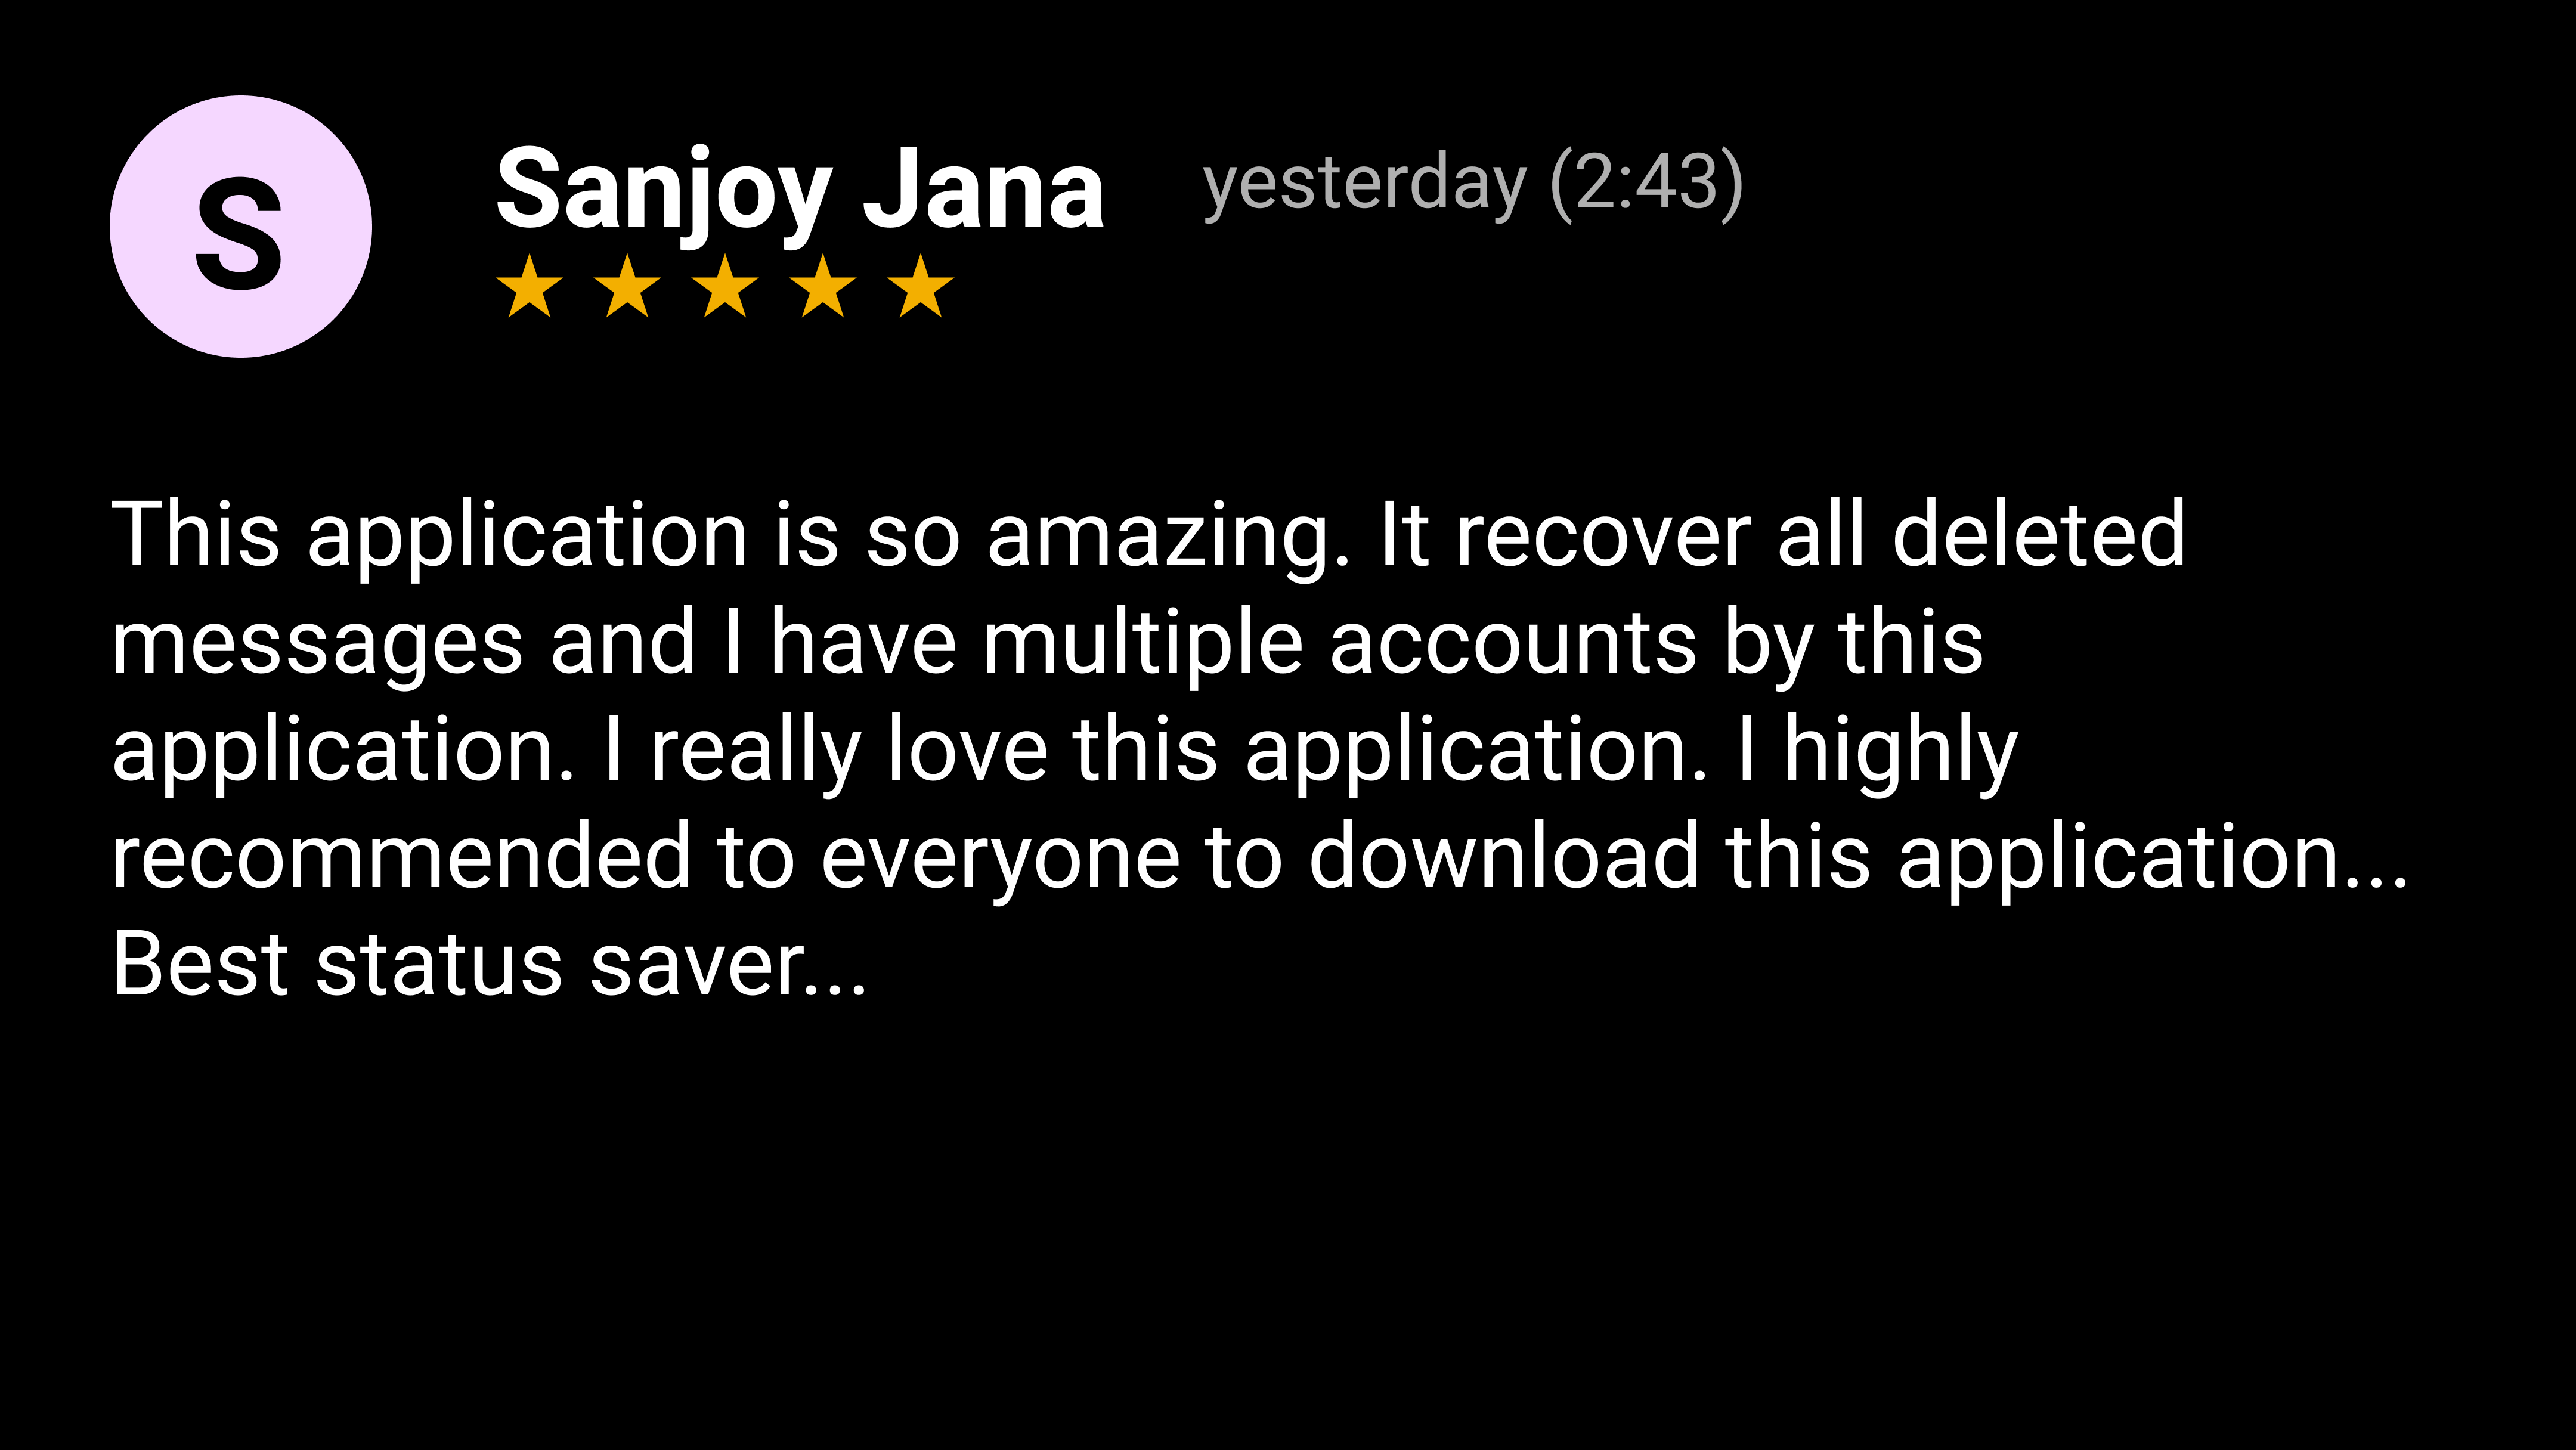 S
Sanjoy Jana yesterday (2:43)
★ ★ ★ ★ ★
This application is so amazing. It recover all deleted
messages and I have multiple accounts by this
application. I really love this application. I highly
recommended to everyone to download this application...
Best status saver...